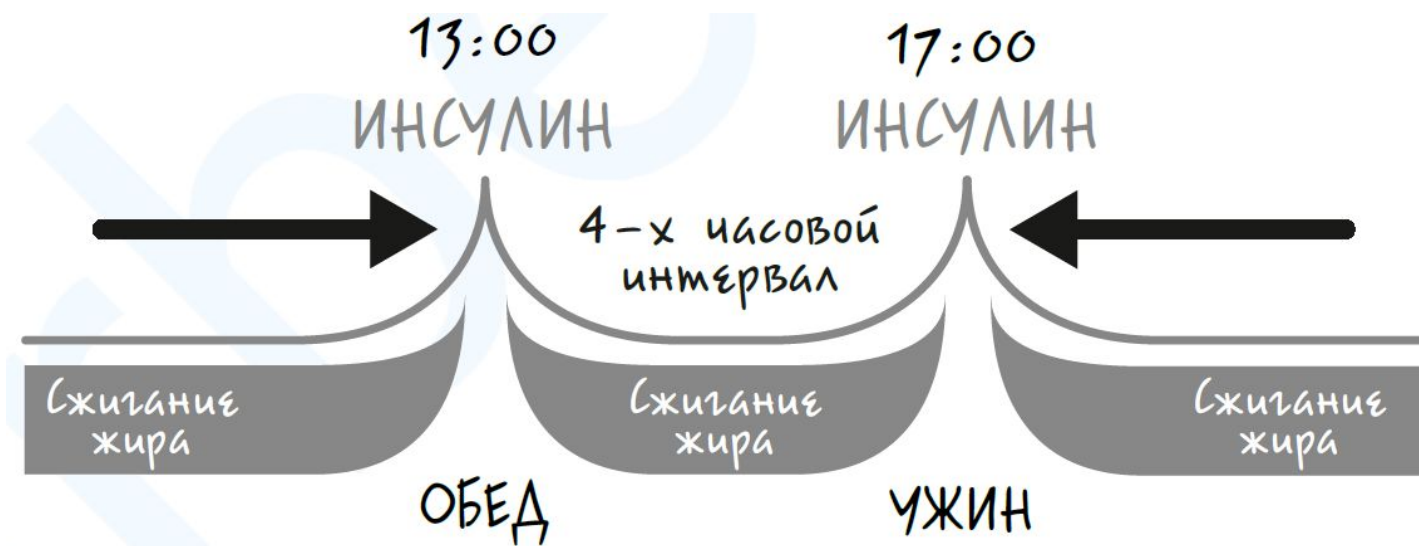 13:00
17:00
ИНСУЛИН
ИНСУЛИН
4-х часовой
интервал
Сжигание
жира
Сжигание
жира
Сжигание
жира
ОБЕД
УЖИН